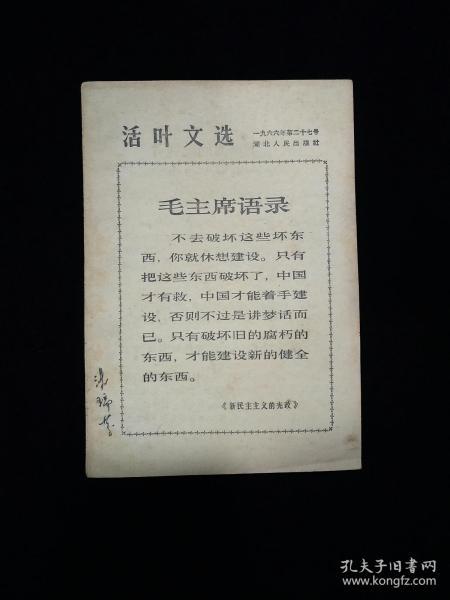 活叶文选
一九六六年第二十七号
湖北人民出版社
毛主席语录
不去破坏这些坏东
西，你就休想建设。只有
把这些东西破坏了，中国
才有救，中国才能着手建
设，否则不过是讲梦话而
已。只有破坏旧的腐朽的
东西，才能建设新的健全
的东西。
《新民主主义的宪政》
孔夫子旧书网
www.kongfz.com